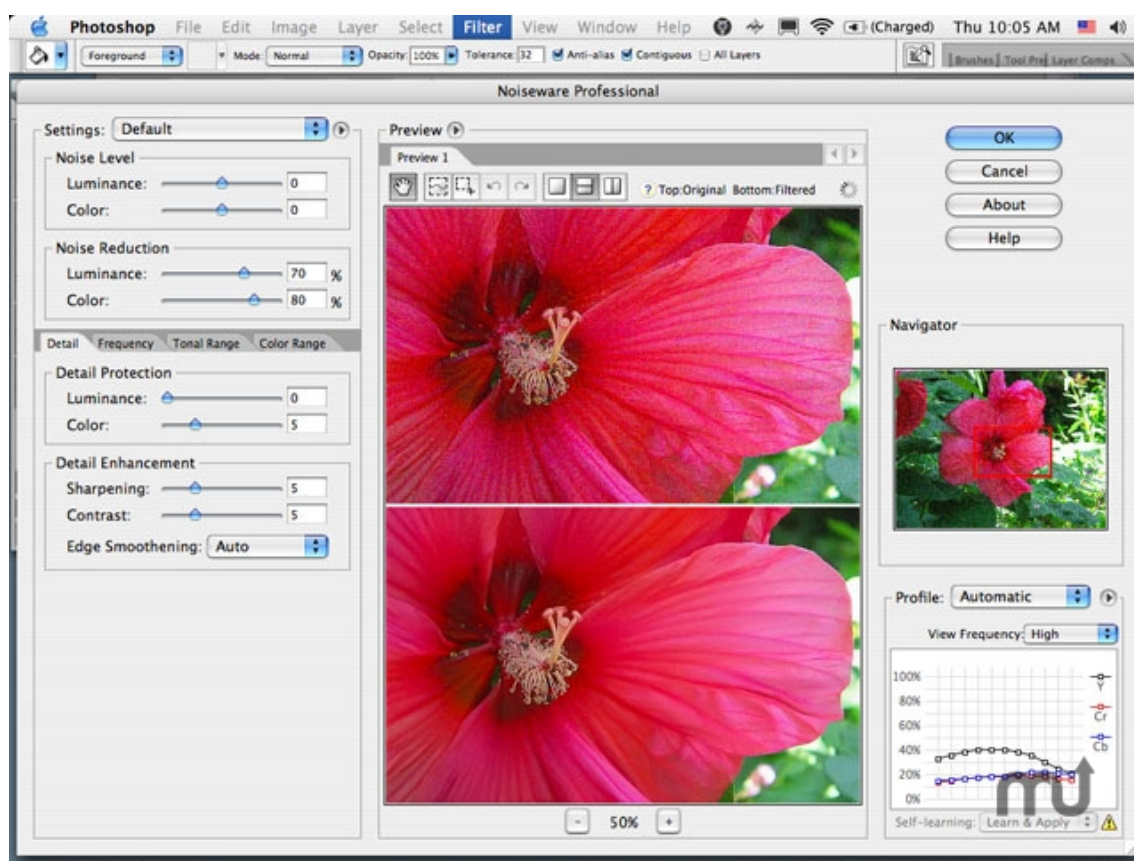 Photoshop File Edit Image Layer Select Filter View Window Help (Charged) Thu 10:05 AM
Foreground Mode: Normal Opacity: 100% Tolerance: 32 Anti-alias Contiguous All Layers Brushes Tool Pre Layer Comps
Noiseware Professional
Settings: Default
Noise Level
Luminance: 0
Color: 0
Noise Reduction
Luminance: 70 %
Color: 80 %
Detail Frequency Tonal Range Color Range
Detail Protection
Luminance: 0
Color: 5
Detail Enhancement
Sharpening: 5
Contrast: 5
Edge Smoothening: Auto
Preview
Preview 1
? Top:Original Bottom:Filtered
- 50% +
OK
Cancel
About
Help
Navigator
Profile: Automatic
View Frequency: High
100%
80%
60%
40%
20%
0%
Y
Cr
Cb
mu
Self-learning: Learn & Apply